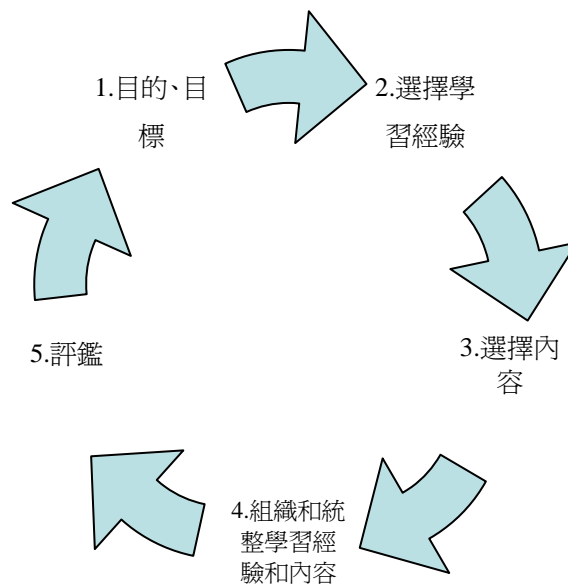 1.目的、目
標
2.選擇學
習經驗
3.選擇內
容
4.組織和統
整學習經
驗和內容
5.評鑑